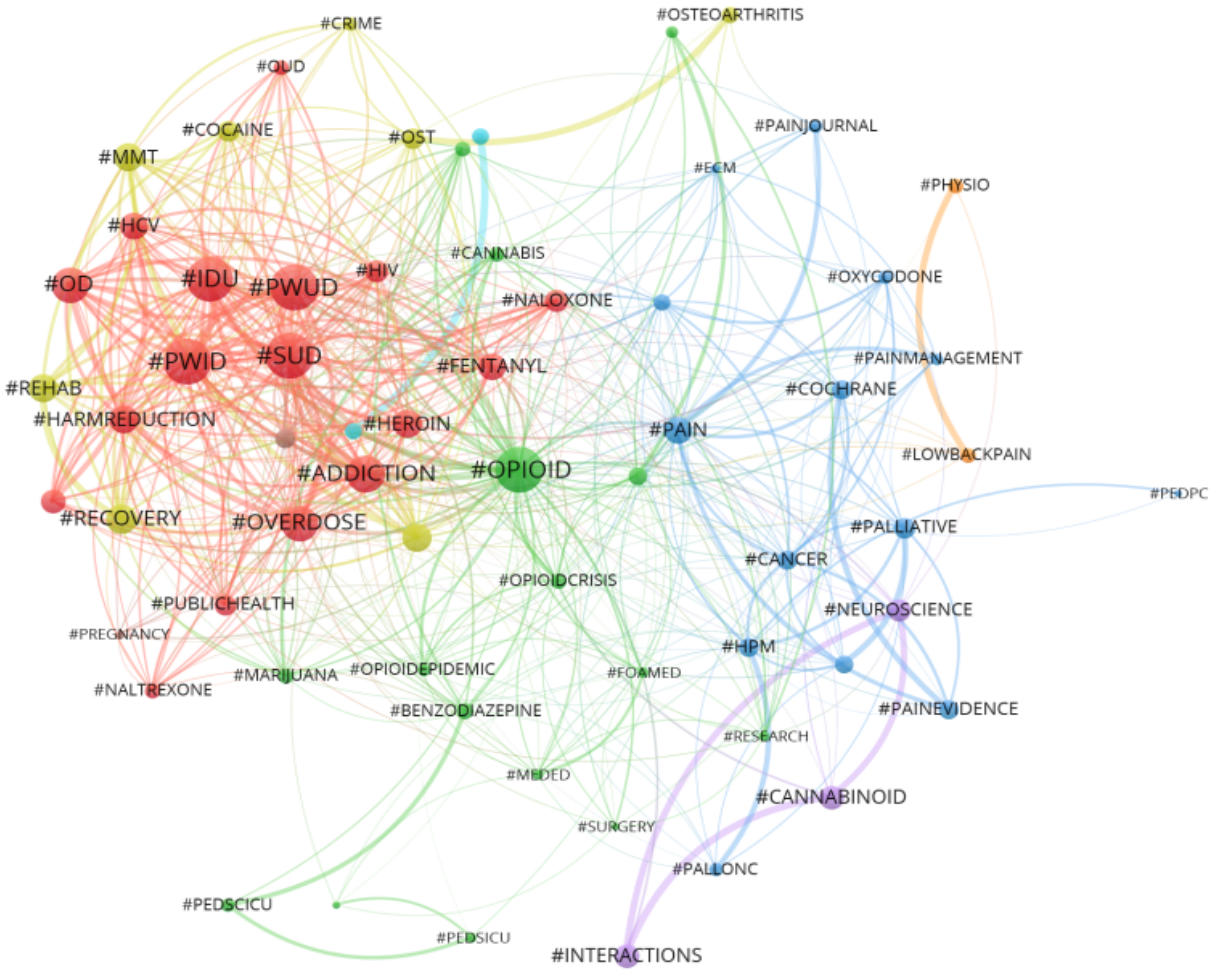 #OSTEOARTHRITIS
#CRIME
#OUD
#PAINJOURNAL
#COCAINE
#OST
#MMT
#ECM
#PHYSIO
#HCV
#CANNABIS
#HIV
#OXYCODONE
#OD
#IDU
#PWUD
#NALOXONE
#PWID
#SUD
#FENTANYL
#PAINMANAGEMENT
#REHAB
#COCHRANE
#HARMREDUCTION
#HEROIN
#PAIN
#LOWBACKPAIN
#ADDICTION
#OPIOID
#PEDPC
#RECOVERY
#OVERDOSE
#PALLIATIVE
#CANCER
#OPIOIDCRISIS
#PUBLICHEALTH
#NEUROSCIENCE
#PREGNANCY
#HPM
#MARIJUANA
#OPIOIDEPIDEMIC
#FOAMED
#NALTREXONE
#BENZODIAZEPINE
#PAINEVIDENCE
#RESEARCH
#MEDED
#CANNABINOID
#SURGERY
#PALLONC
#PEDSCICU
#PEDSICU
#INTERACTIONS